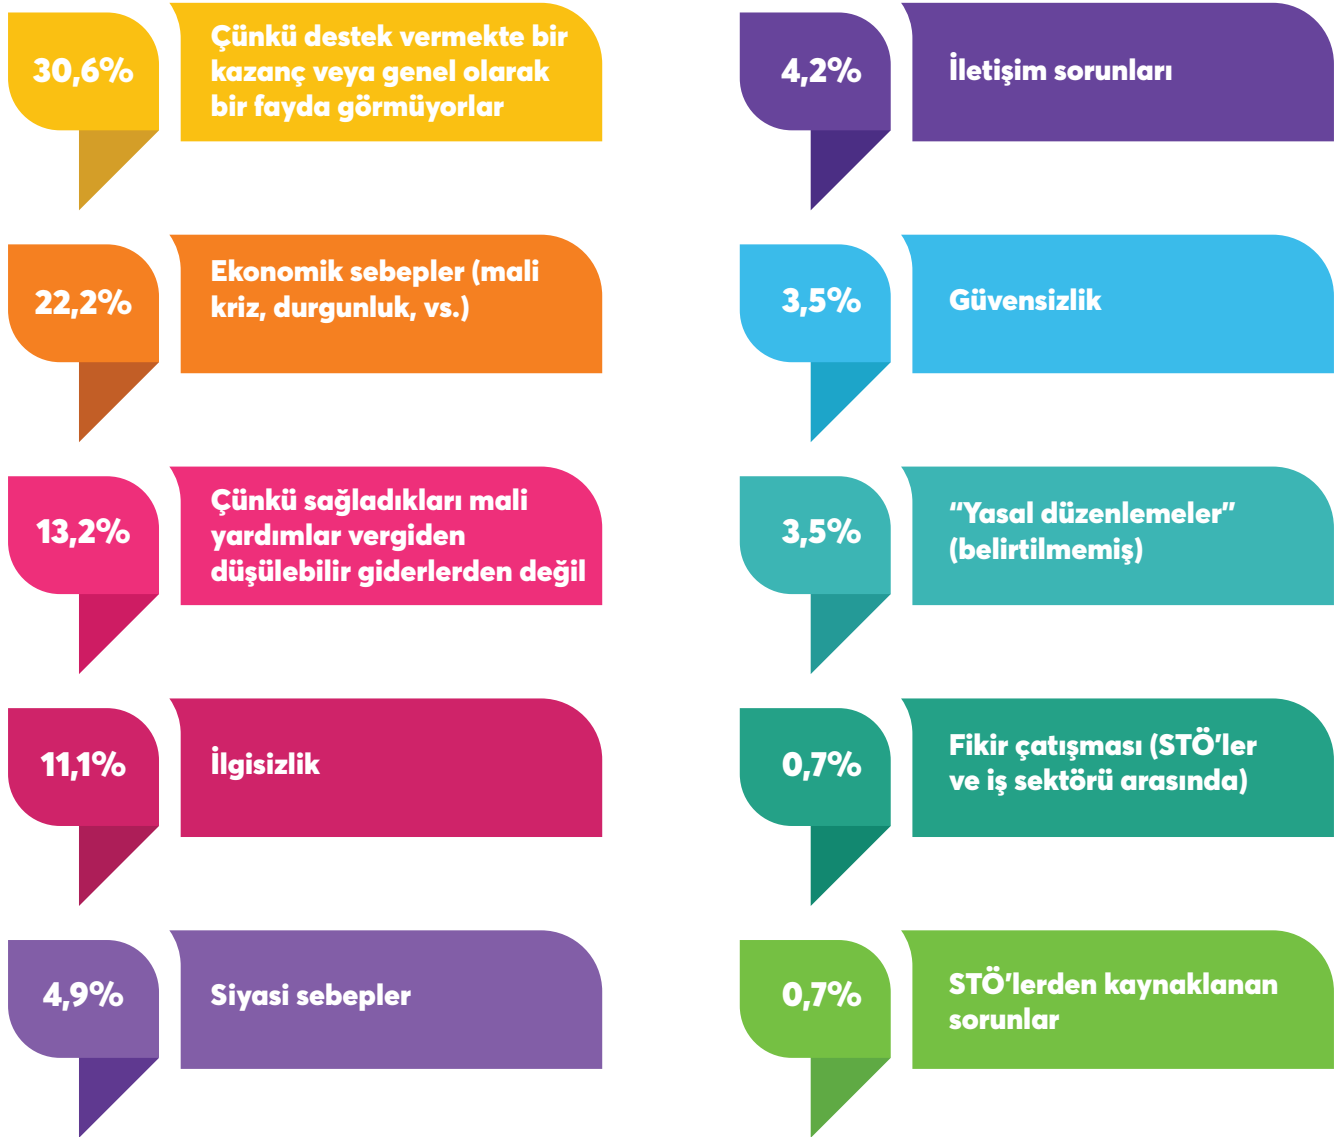 30,6%
Çünkü destek vermekte bir
kazanç veya genel olarak
bir fayda görmüyorlar
22,2%
Ekonomik sebepler (mali
kriz, durgunluk, vs.)
13,2%
Çünkü sağladıkları mali
yardımlar vergiden
düşülebilir giderlerden değil
11,1%
İlgisizlik
4,9%
Siyasi sebepler
4,2%
İletişim sorunları
3,5%
Güvensizlik
3,5%
“Yasal düzenlemeler”
(belirtilmemiş)
0,7%
Fikir çatışması (STÖ’ler
ve iş sektörü arasında)
0,7%
STÖ’lerden kaynaklanan
sorunlar